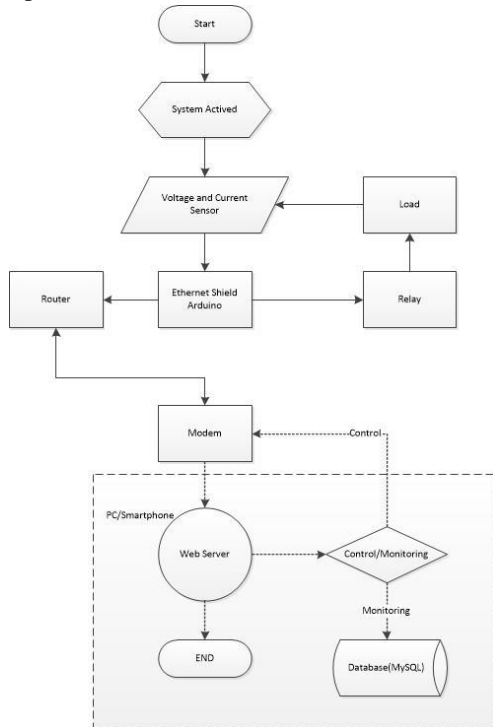 Start
System Actived
Voltage and Current
Sensor
Load
Router
Ethernet Shield
Arduino
Relay
Modem
Control
PC/Smartphone
Web Server
Control/Monitoring
Monitoring
END
Database(MySQL)